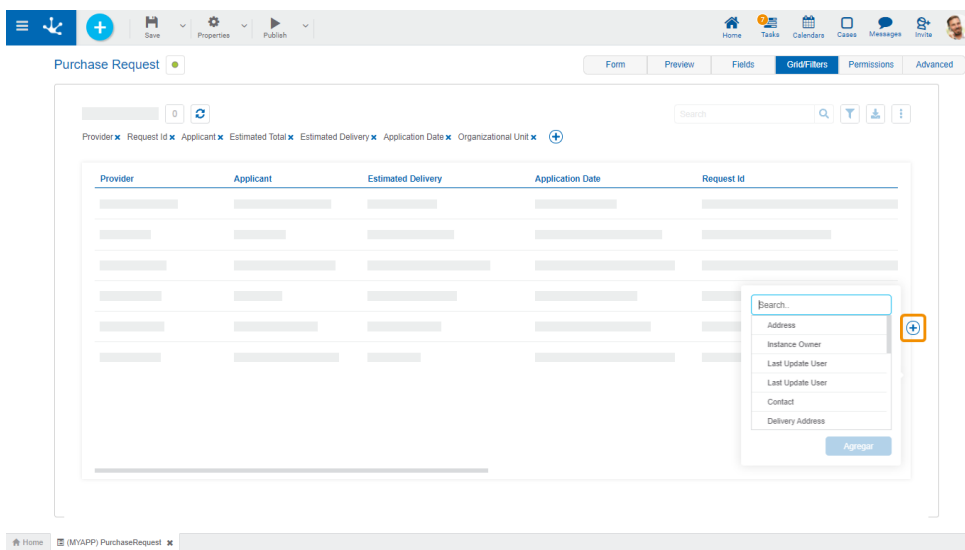 Save Properties Publish Home 7 Tasks Calendars Cases Messages Invite
Purchase Request Form Preview Fields Grid/Filters Permissions Advanced
0 Search
Provider Request Id Applicant Estimated Total Estimated Delivery Application Date Organizational Unit
Provider Applicant Estimated Delivery Application Date Request Id
Search..
Address
Instance Owner
Last Update User
Last Update User
Contact
Delivery Address
Agregar
Home (MYAPP) PurchaseRequest